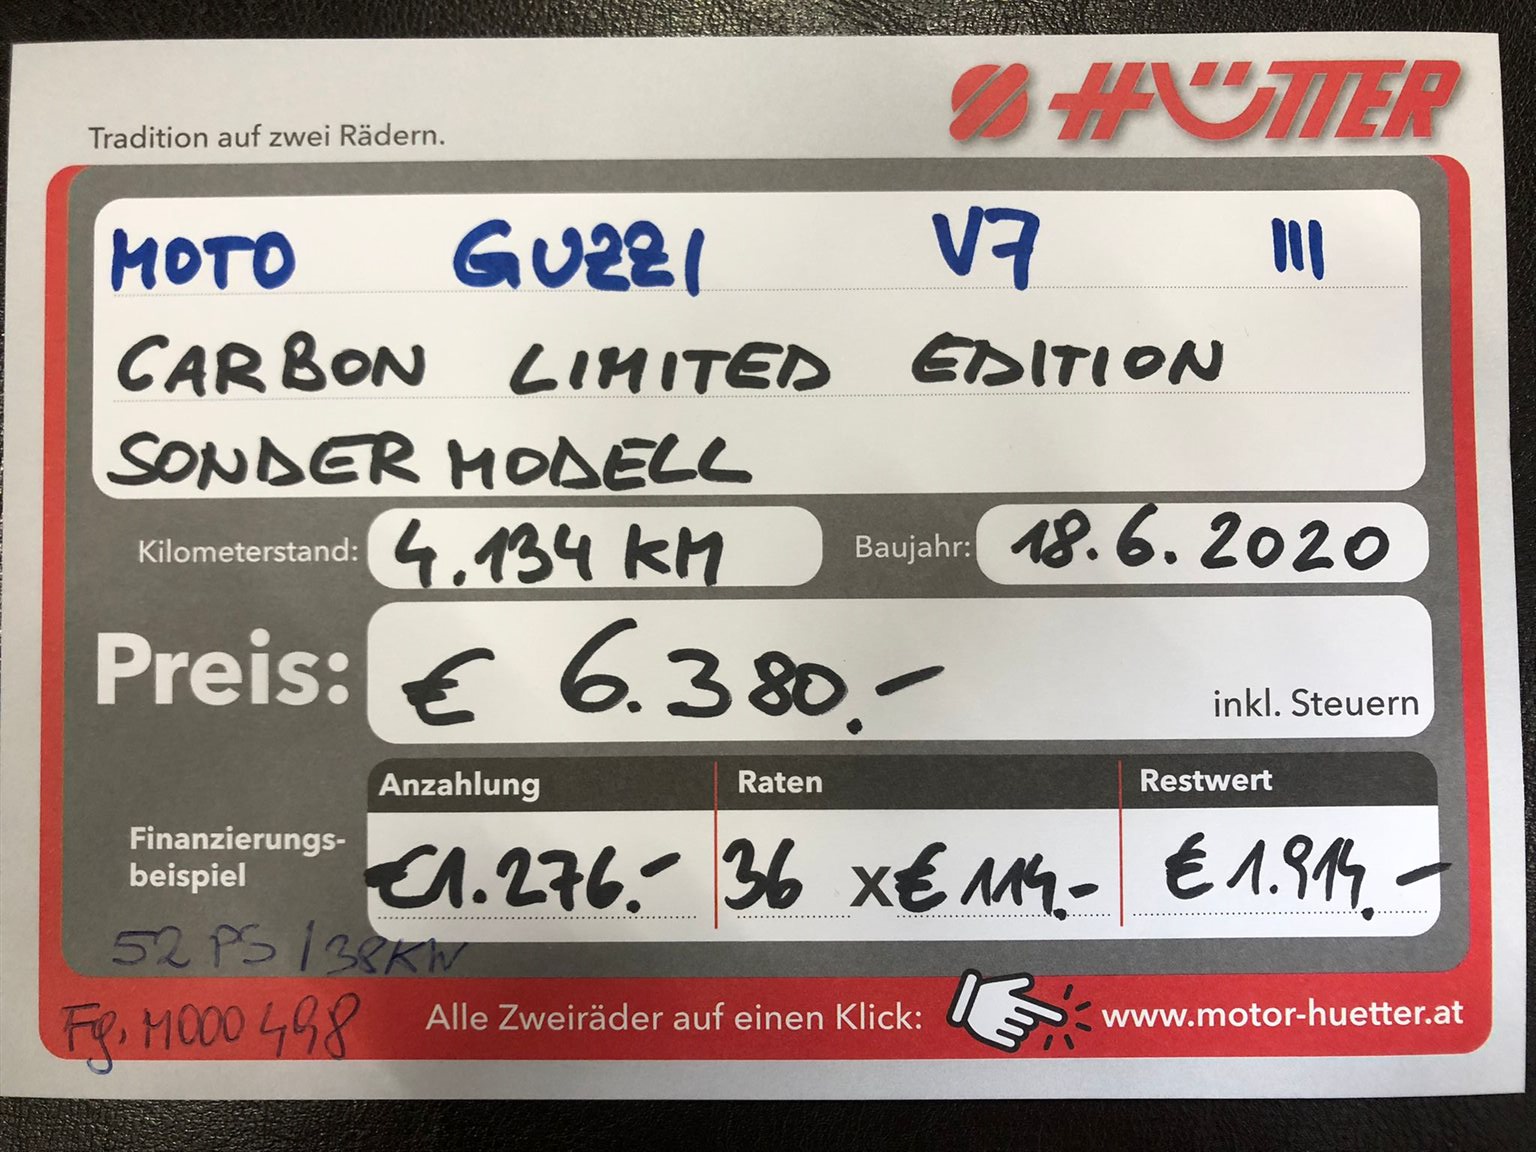 HÜTTER
Tradition auf zwei Rädern.
MOTO GUZZI V7 III
CARBON LIMITED EDITION
SONDERMODELL
Kilometerstand: 4.134 KM Baujahr: 18.6.2020
Preis: € 6.380.- inkl. Steuern
Anzahlung Raten Restwert
Finanzierungs-
beispiel
€1.276.- 36 x € 114.- € 1.914.-
52 PS / 38KW
Fg. M000498
Alle Zweiräder auf einen Klick: www.motor-huetter.at